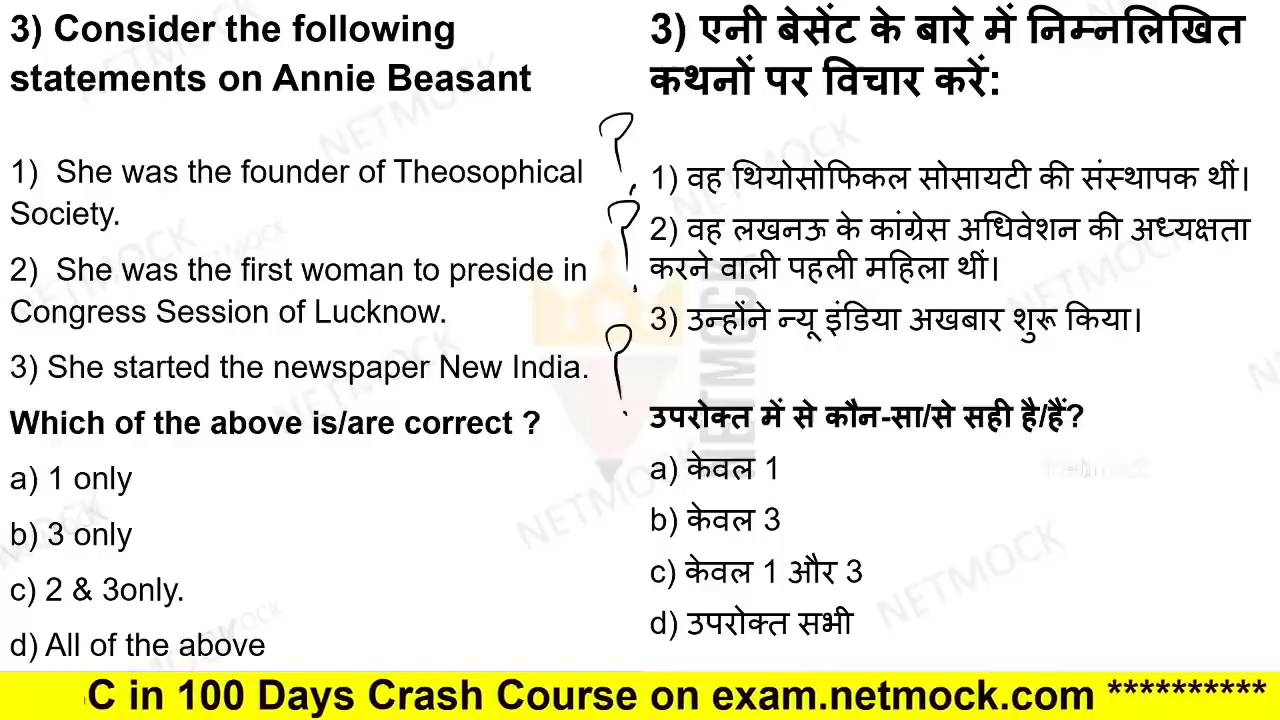 3) Consider the following
statements on Annie Beasant
1) She was the founder of Theosophical
Society.
2) She was the first woman to preside in
Congress Session of Lucknow.
3) She started the newspaper New India.
Which of the above is/are correct ?
a) 1 only
b) 3 only
c) 2 & 3only.
d) All of the above
3) एनी बेसेंट के बारे में निम्नलिखित
कथनों पर विचार करें:
1) वह थियोसोफिकल सोसायटी की संस्थापक थीं।
2) वह लखनऊ के कांग्रेस अधिवेशन की अध्यक्षता
करने वाली पहली महिला थीं।
3) उन्होंने न्यू इंडिया अखबार शुरू किया।
उपरोक्त में से कौन-सा/से सही है/हैं?
a) केवल 1
b) केवल 3
c) केवल 1 और 3
d) उपरोक्त सभी
?
?
?
NETMOCK
C in 100 Days Crash Course on exam.netmock.com **********